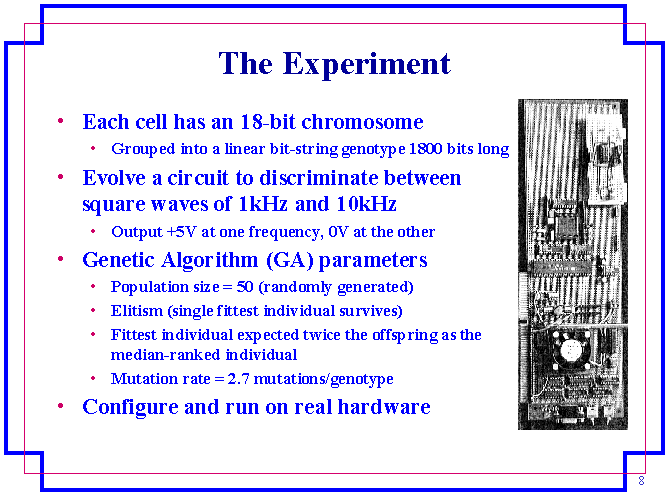 The Experiment
• Each cell has an 18-bit chromosome
• Grouped into a linear bit-string genotype 1800 bits long
• Evolve a circuit to discriminate between
square waves of 1kHz and 10kHz
• Output +5V at one frequency, 0V at the other
• Genetic Algorithm (GA) parameters
• Population size = 50 (randomly generated)
• Elitism (single fittest individual survives)
• Fittest individual expected twice the offspring as the
median-ranked individual
• Mutation rate = 2.7 mutations/genotype
• Configure and run on real hardware
8